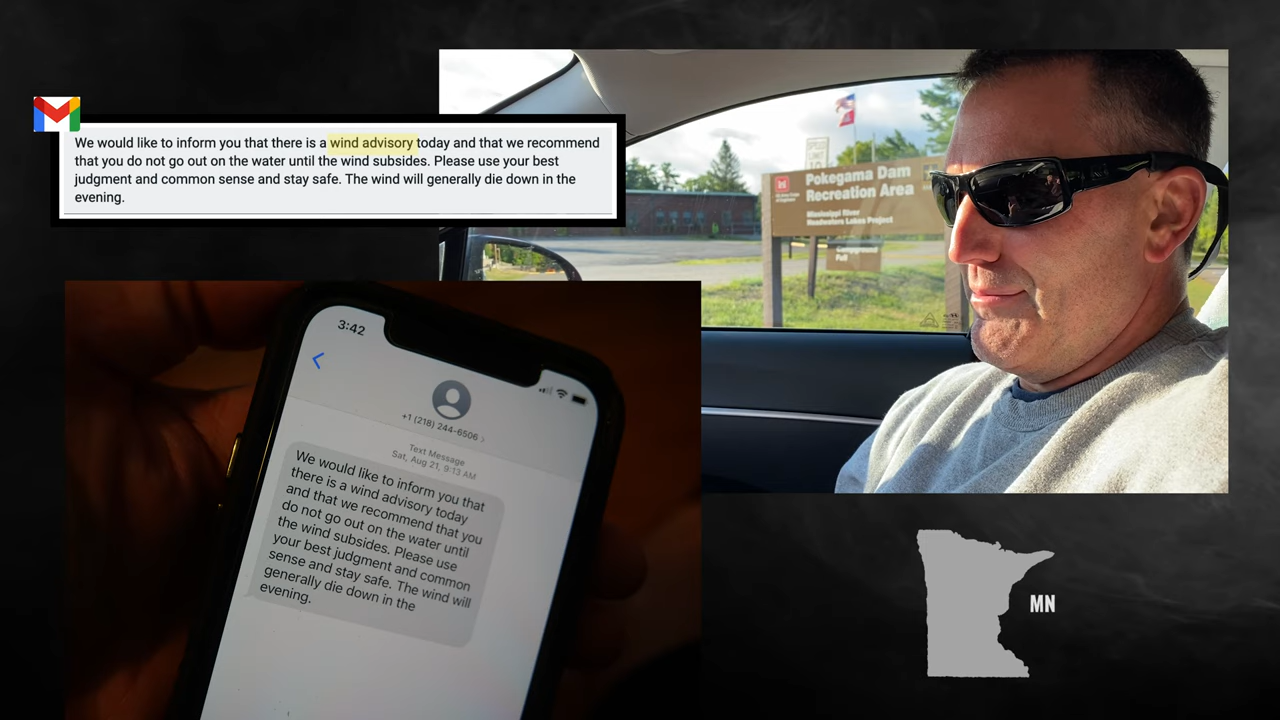 We would like to inform you that there is a wind advisory today and that we recommend
that you do not go out on the water until the wind subsides. Please use your best
judgment and common sense and stay safe. The wind will generally die down in the
evening.
SPEED
LIMIT
10
Pokegama Dam
Recreation Area
Mississippi River
Headwaters Lakes Project
Campground
Full
3:42
+1 (218) 244-6506
Text Message
Sat, Aug 21, 9:13 AM
We would like to inform you that
there is a wind advisory today
and that we recommend that you
do not go out on the water until
the wind subsides. Please use
your best judgment and common
sense and stay safe. The wind will
generally die down in the
evening.
MN